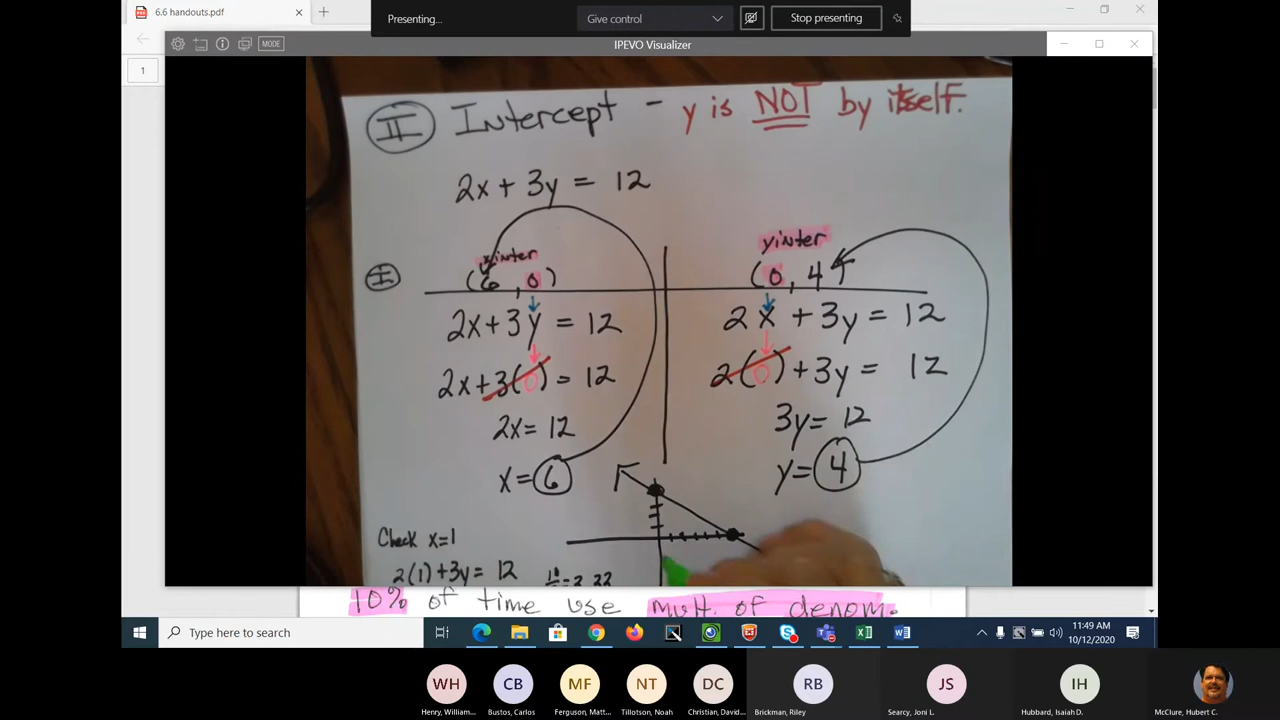 6.6 handouts.pdf
Presenting...
Give control
Stop presenting
MODE
IPEVO Visualizer
1
II Intercept - y is NOT by itself.
2x + 3y = 12
xinter
yinter
I
(6, 0)
(0, 4)
2x + 3y = 12
2x + 3y = 12
2x + 3(0) = 12
2(0) + 3y = 12
2x = 12
3y = 12
x = 6
y = 4
Check x=1
2(1) + 3y = 12
10% of time use mult. of denom.
Type here to search
11:49 AM
10/12/2020
WH
CB
MF
NT
DC
RB
JS
IH
Henry, William...
Bustos, Carlos
Ferguson, Matt...
Tillotson, Noah
Christian, David...
Brickman, Riley
Searcy, Joni L.
Hubbard, Isaiah D.
McClure, Hubert C.